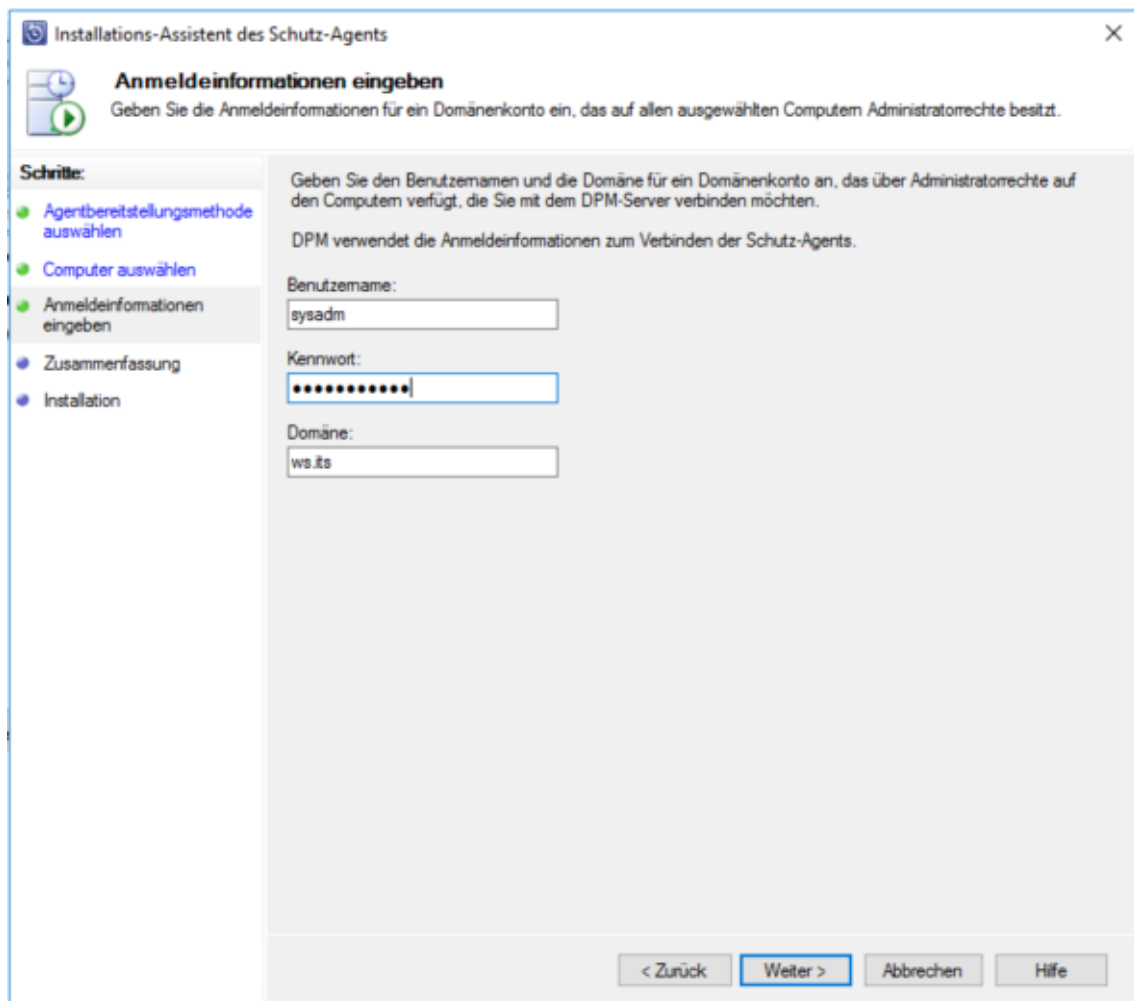 Installations-Assistent des Schutz-Agents
Anmeldeinformationen eingeben
Geben Sie die Anmeldeinformationen für ein Domänenkonto ein, das auf allen ausgewählten Computern Administratorrechte besitzt.
Schritte:
Agentbereitstellungsmethode
auswählen
Computer auswählen
Anmeldeinformationen
eingeben
Zusammenfassung
Installation
Geben Sie den Benutzernamen und die Domäne für ein Domänenkonto an, das über Administratorrechte auf
den Computern verfügt, die Sie mit dem DPM-Server verbinden möchten.
DPM verwendet die Anmeldeinformationen zum Verbinden der Schutz-Agents.
Benutzername:
sysadm
Kennwort:
●●●●●●●●●●●
Domäne:
ws.its
< Zurück
Weiter >
Abbrechen
Hilfe